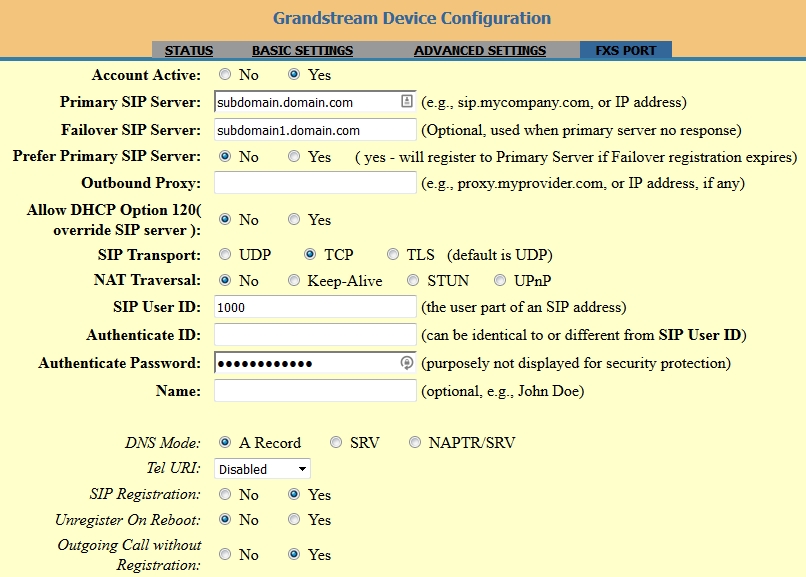 Grandstream Device Configuration
STATUS BASIC SETTINGS ADVANCED SETTINGS FXS PORT
Account Active: No Yes
Primary SIP Server: subdomain.domain.com (e.g., sip.mycompany.com, or IP address)
Failover SIP Server: subdomain1.domain.com (Optional, used when primary server no response)
Prefer Primary SIP Server: No Yes ( yes - will register to Primary Server if Failover registration expires)
Outbound Proxy: (e.g., proxy.myprovider.com, or IP address, if any)
Allow DHCP Option 120(
override SIP server ): No Yes
SIP Transport: UDP TCP TLS (default is UDP)
NAT Traversal: No Keep-Alive STUN UPnP
SIP User ID: 1000 (the user part of an SIP address)
Authenticate ID: (can be identical to or different from SIP User ID)
Authenticate Password: •••••••••••• (purposely not displayed for security protection)
Name: (optional, e.g., John Doe)
DNS Mode: A Record SRV NAPTR/SRV
Tel URI: Disabled
SIP Registration: No Yes
Unregister On Reboot: No Yes
Outgoing Call without
Registration: No Yes